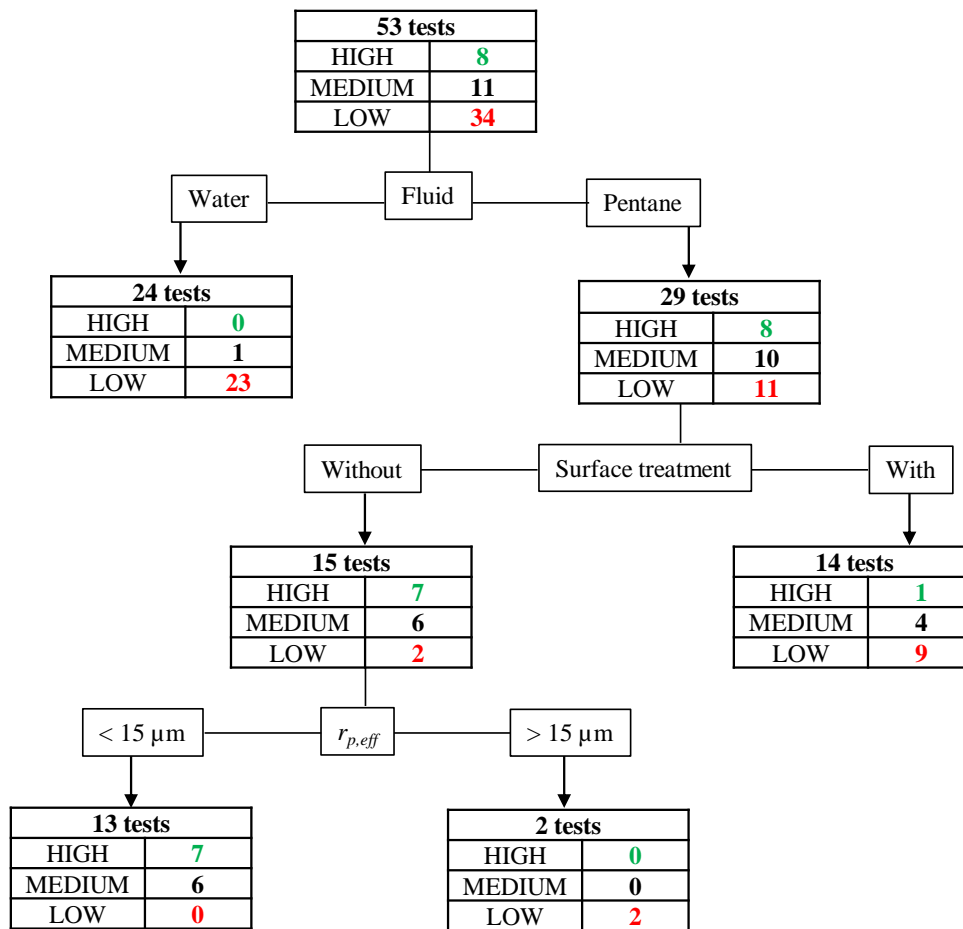 53 tests
HIGH 8
MEDIUM 11
LOW 34
Water Fluid Pentane
24 tests
HIGH 0
MEDIUM 1
LOW 23
29 tests
HIGH 8
MEDIUM 10
LOW 11
Without Surface treatment With
15 tests
HIGH 7
MEDIUM 6
LOW 2
14 tests
HIGH 1
MEDIUM 4
LOW 9
< 15 µm r_{p,eff} > 15 µm
13 tests
HIGH 7
MEDIUM 6
LOW 0
2 tests
HIGH 0
MEDIUM 0
LOW 2